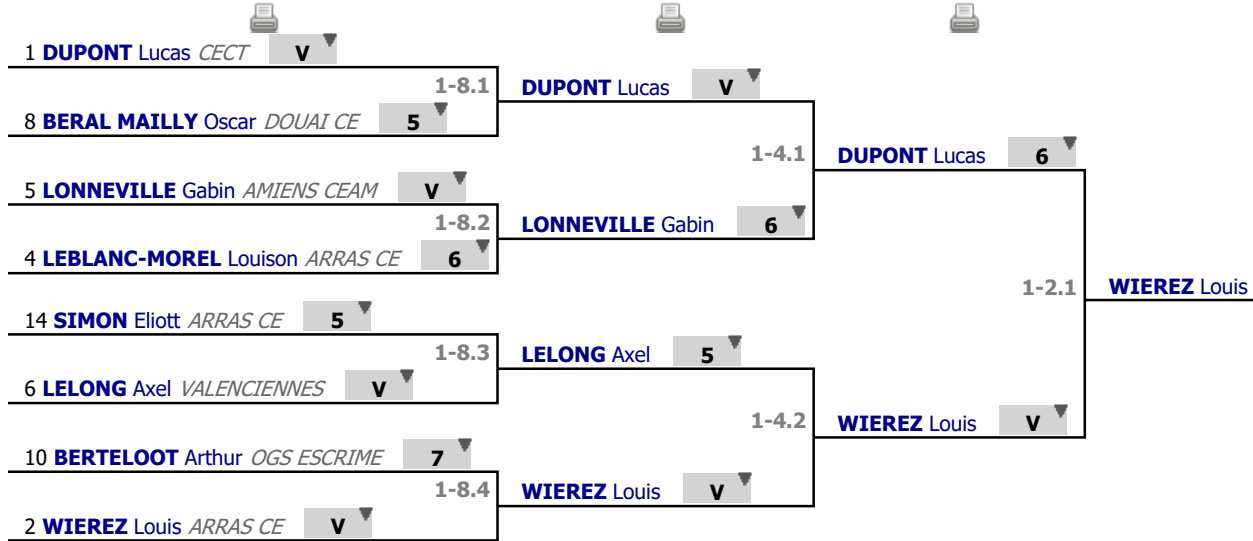 1 DUPONT Lucas CECT V
1-8.1
8 BERAL MAILLY Oscar DOUAI CE 5
5 LONNEVILLE Gabin AMIENS CEAM V
1-8.2
4 LEBLANC-MOREL Louison ARRAS CE 6
14 SIMON Eliott ARRAS CE 5
1-8.3
6 LELONG Axel VALENCIENNES V
10 BERTELOOT Arthur OGS ESCRIME 7
1-8.4
2 WIEREZ Louis ARRAS CE V
DUPONT Lucas V
1-4.1
LONNEVILLE Gabin 6
LELONG Axel 5
1-4.2
WIEREZ Louis V
DUPONT Lucas 6
1-2.1
WIEREZ Louis V
WIEREZ Louis